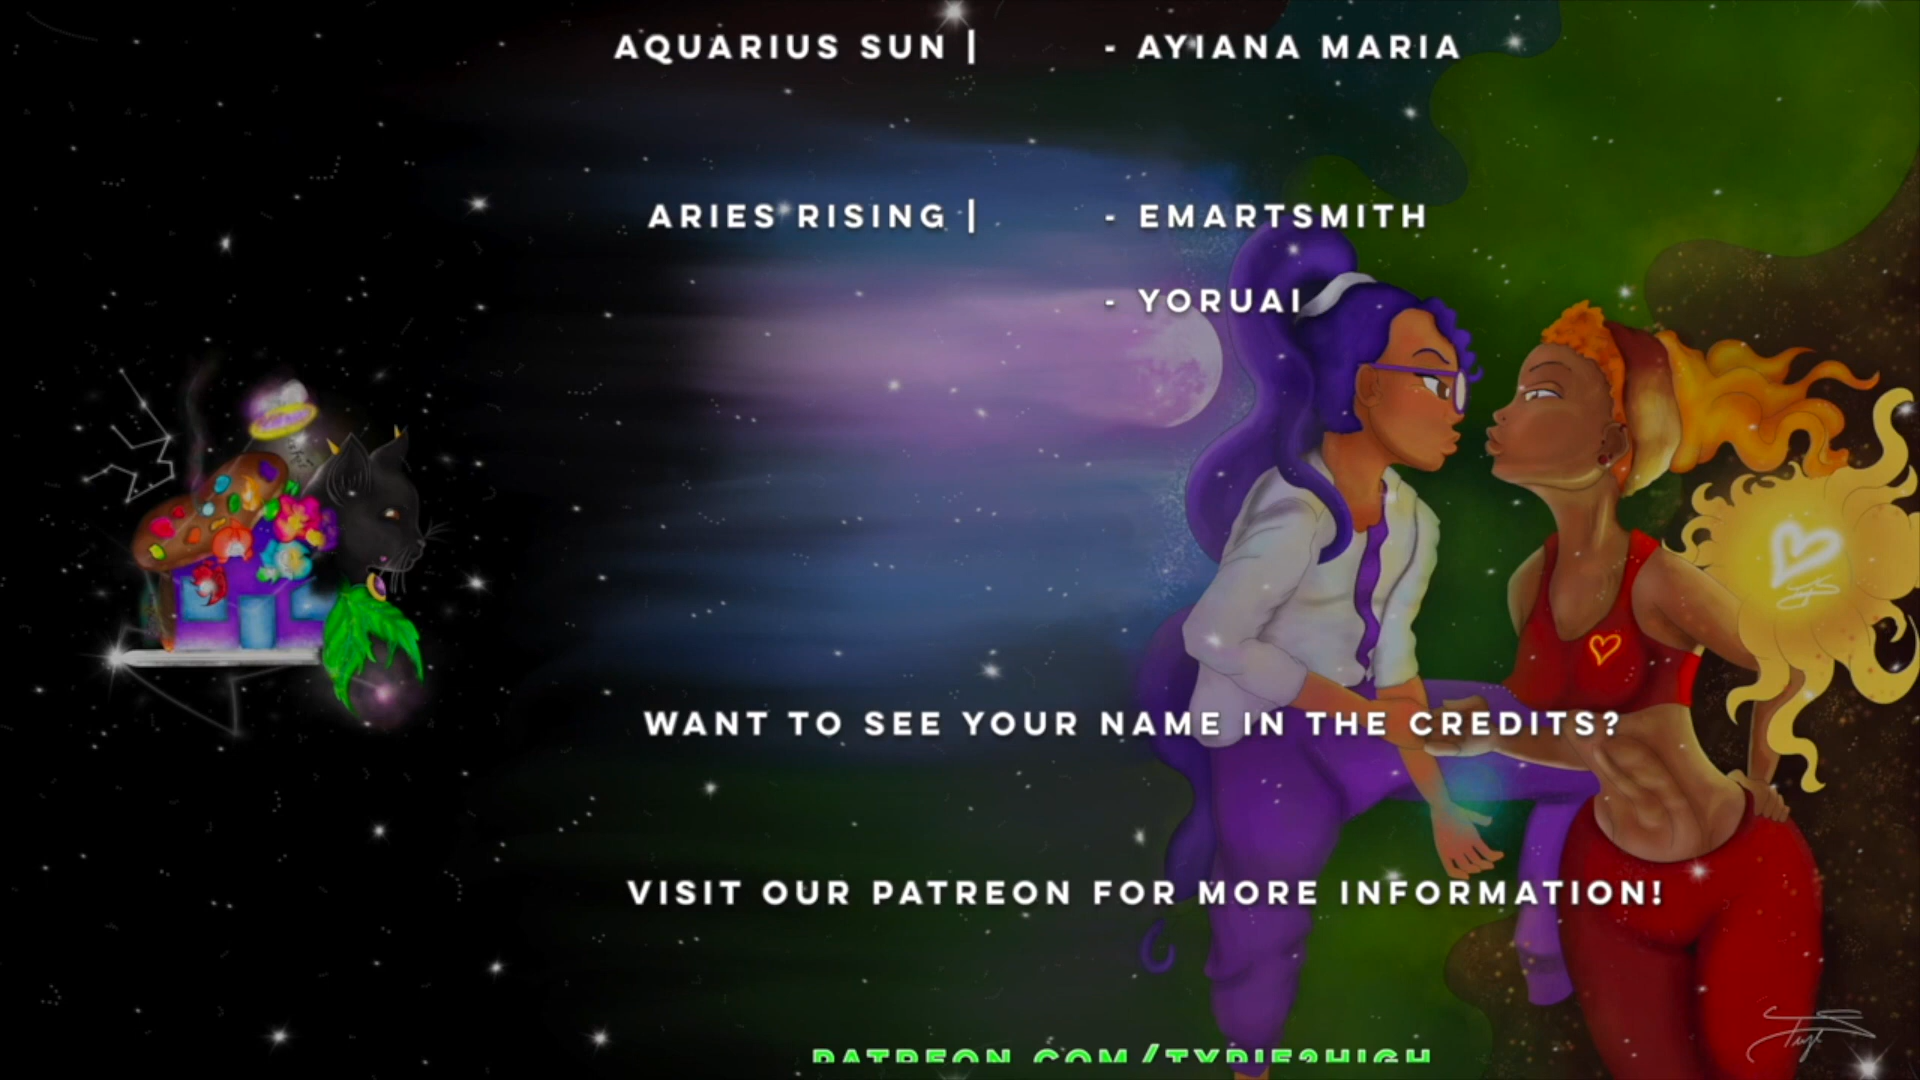 AQUARIUS SUN | - AYIANA MARIA
ARIES RISING | - EMARTSMITH
- YORUAI
WANT TO SEE YOUR NAME IN THE CREDITS?
VISIT OUR PATREON FOR MORE INFORMATION!